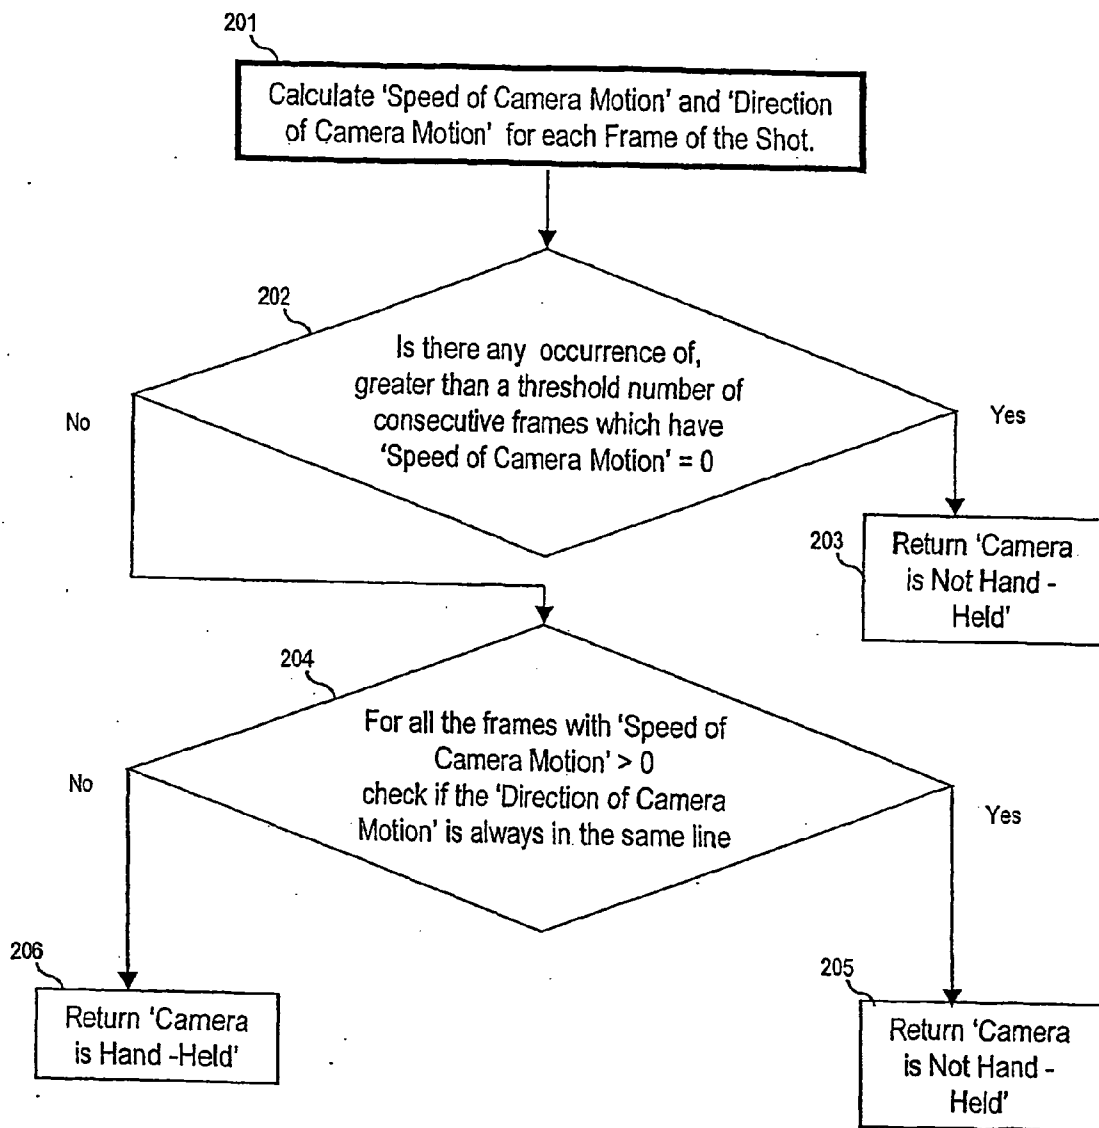 201
Calculate 'Speed of Camera Motion' and 'Direction
of Camera Motion' for each Frame of the Shot.
202
Is there any occurrence of,
greater than a threshold number of
consecutive frames which have
'Speed of Camera Motion' = 0
No
Yes
203
Return 'Camera
is Not Hand -
Held'
204
For all the frames with 'Speed of
Camera Motion' > 0
check if the 'Direction of Camera
Motion' is always in the same line
No
Yes
206
Return 'Camera
is Hand -Held'
205
Return 'Camera
is Not Hand -
Held'